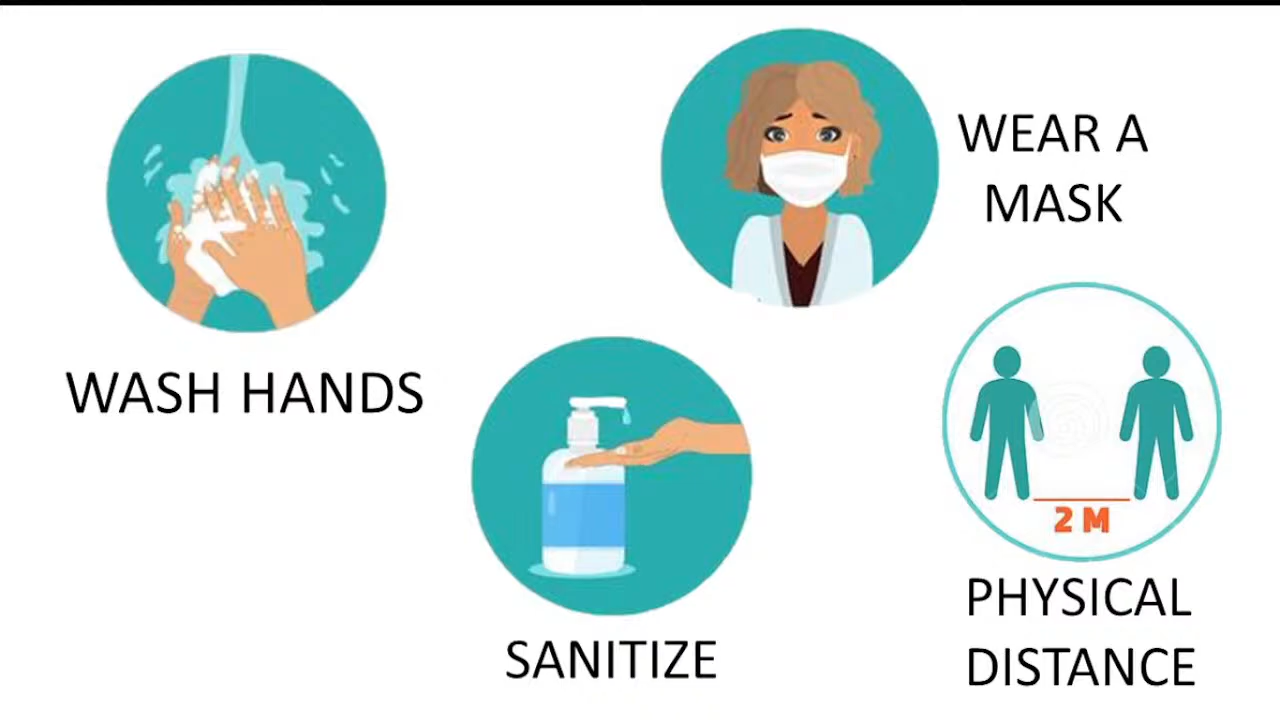 WASH HANDS
WEAR A
MASK
SANITIZE
2 M
PHYSICAL
DISTANCE